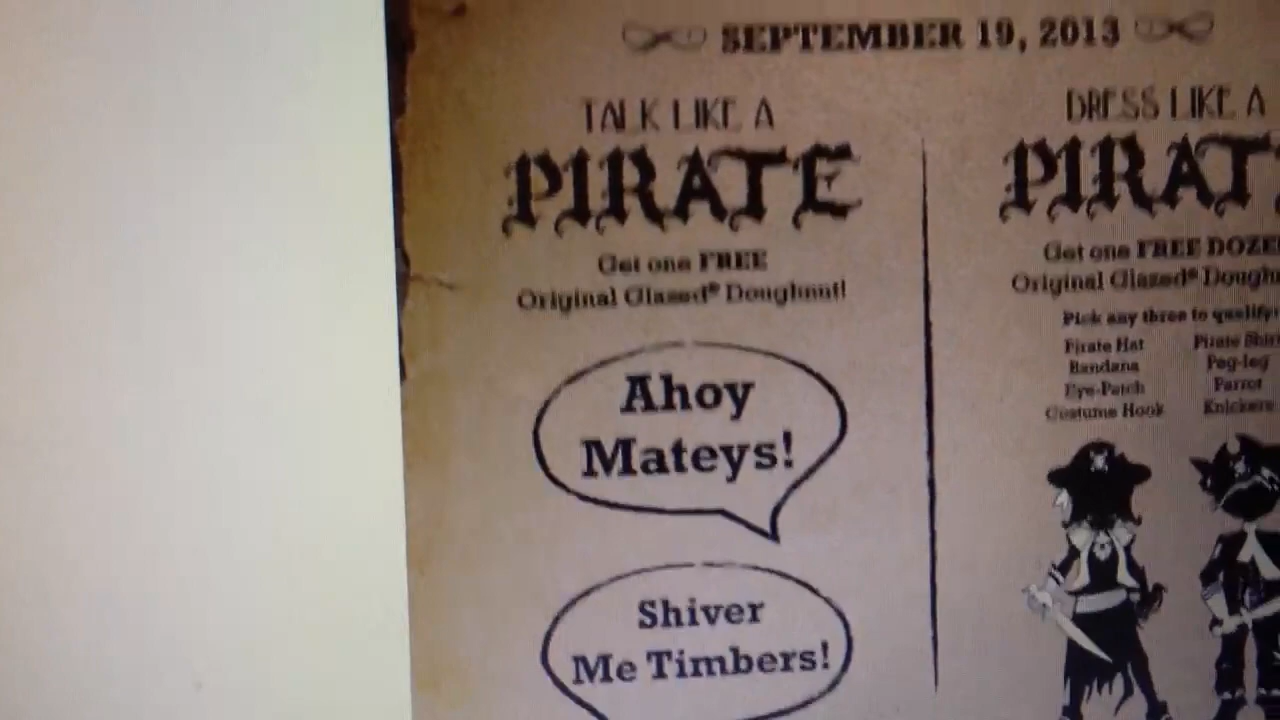 SEPTEMBER 19, 2013
TALK LIKE A
PIRATE
Get one FREE
Original Glazed® Doughnut!
Ahoy
Mateys!
Shiver
Me Timbers!
DRESS LIKE A
Get one FREE
Original Glazed®
Pick any three to qualify!
Pirate Hat
Bandana
Eye-Patch
Costume Hook
Pirate
Peg-leg
Parrot
Knickers